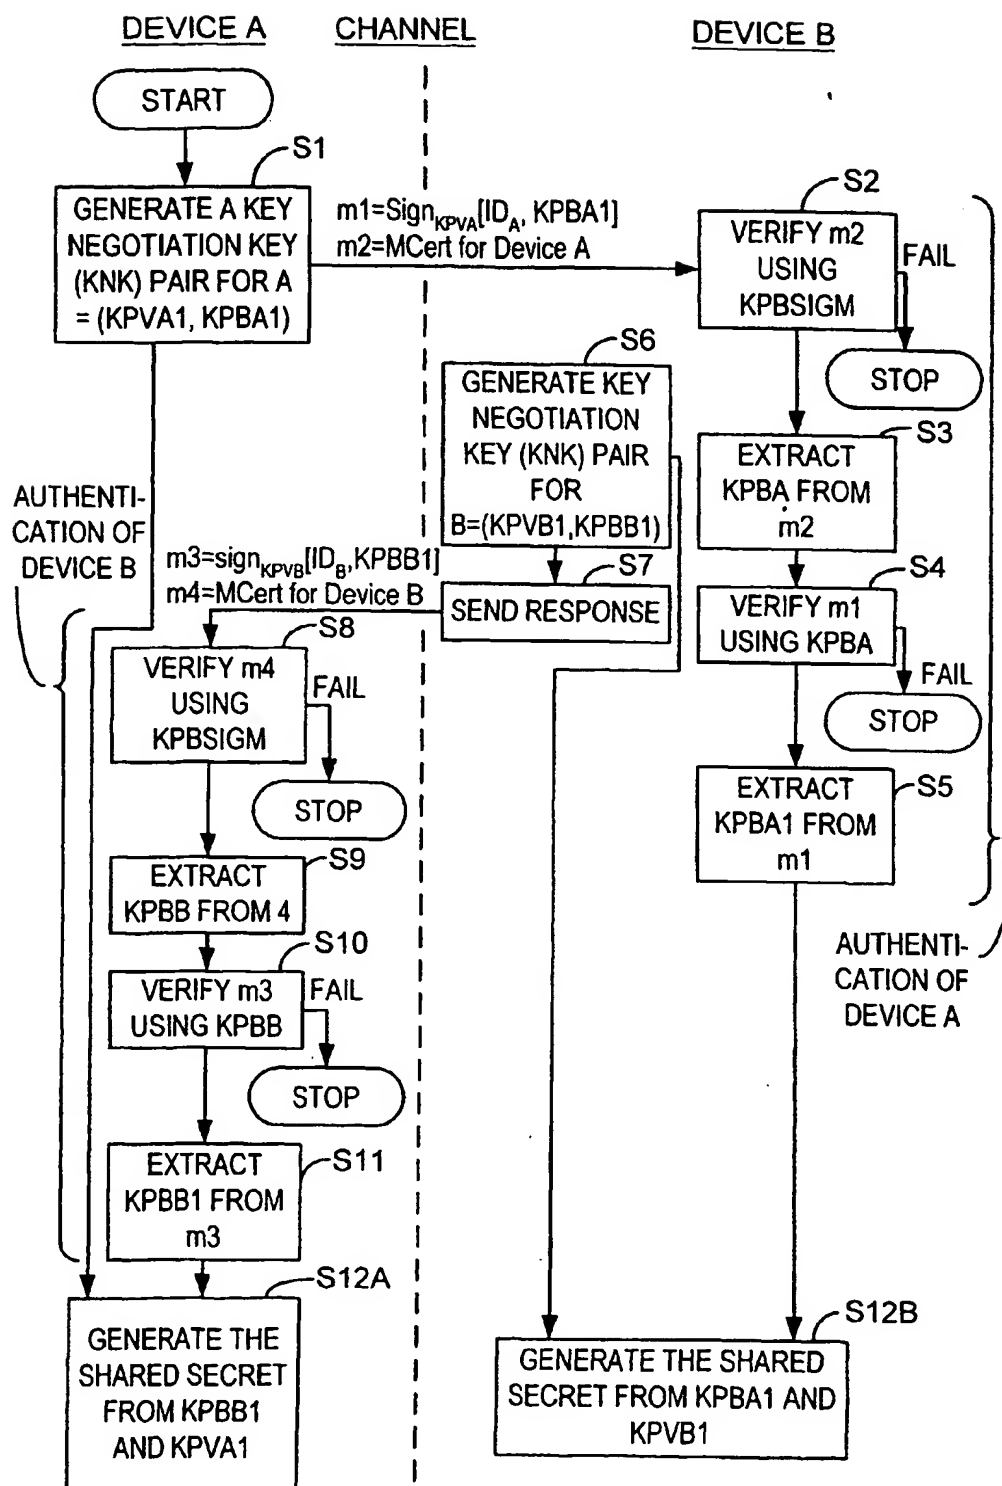 DEVICE A
CHANNEL
DEVICE B
START
S1
GENERATE A KEY
NEGOTIATION KEY
(KNK) PAIR FOR A
= (KPVA1, KPBA1)
m1=Sign_KPVA[ID_A, KPBA1]
m2=MCert for Device A
S2
VERIFY m2
USING
KPBSIGM
FAIL
STOP
S3
EXTRACT
KPBA FROM
m2
S4
VERIFY m1
USING KPBA
FAIL
STOP
S5
EXTRACT
KPBA1 FROM
m1
AUTHENTI-
CATION OF
DEVICE A
S6
GENERATE KEY
NEGOTIATION
KEY (KNK) PAIR
FOR
B=(KPVB1,KPBB1)
S7
SEND RESPONSE
m3=sign_KPVB[ID_B,KPBB1]
m4=MCert for Device B
AUTHENTI-
CATION OF
DEVICE B
S8
VERIFY m4
USING
KPBSIGM
FAIL
STOP
S9
EXTRACT
KPBB FROM 4
S10
VERIFY m3
USING KPBB
FAIL
STOP
S11
EXTRACT
KPBB1 FROM
m3
S12A
GENERATE THE
SHARED SECRET
FROM KPBB1
AND KPVA1
S12B
GENERATE THE SHARED
SECRET FROM KPBA1 AND
KPVB1